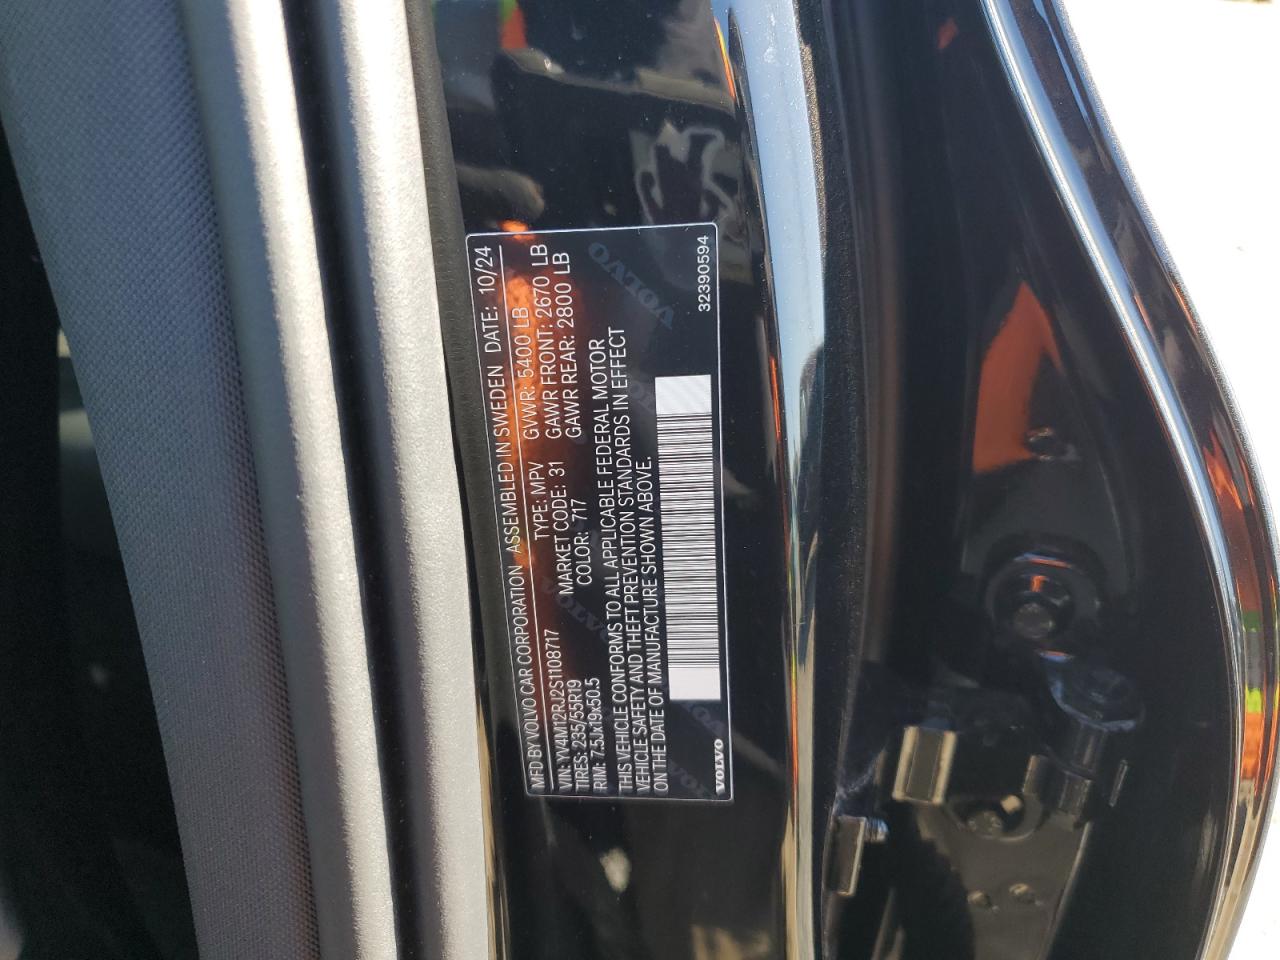 MFD BY VOLVO CAR CORPORATION ASSEMBLED IN SWEDEN DATE: 10/24
VIN: YV4M12RJ2S1108717 TYPE: MPV GVWR: 5400 LB
TIRES: 235/55R19 MARKET CODE: 31 GAWR FRONT: 2670 LB
RIM: 7.5Jx19x50.5 COLOR: 717 GAWR REAR: 2800 LB
THIS VEHICLE CONFORMS TO ALL APPLICABLE FEDERAL MOTOR
VEHICLE SAFETY AND THEFT PREVENTION STANDARDS IN EFFECT
ON THE DATE OF MANUFACTURE SHOWN ABOVE.
VOLVO 32390594